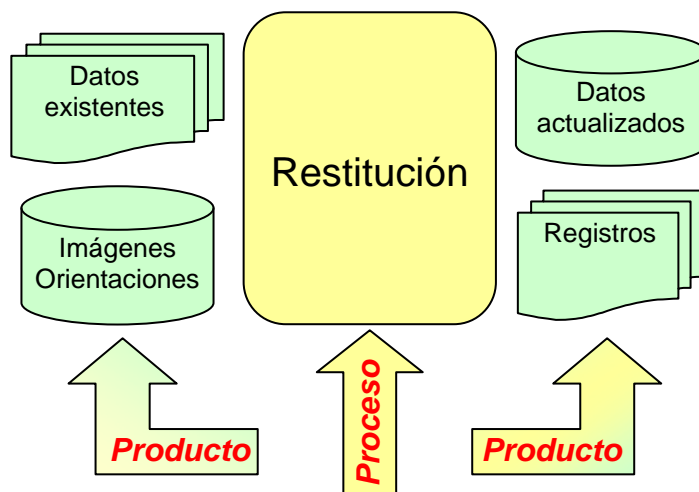 Datos
existentes
Imágenes
Orientaciones
Restitución
Datos
actualizados
Registros
Producto
Proceso
Producto